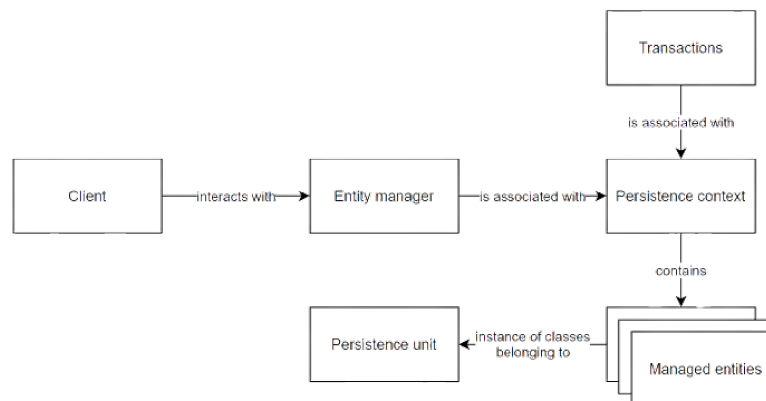 Transactions
is associated with
Client
interacts with
Entity manager
is associated with
Persistence context
contains
Persistence unit
instance of classes
belonging to
Managed entities